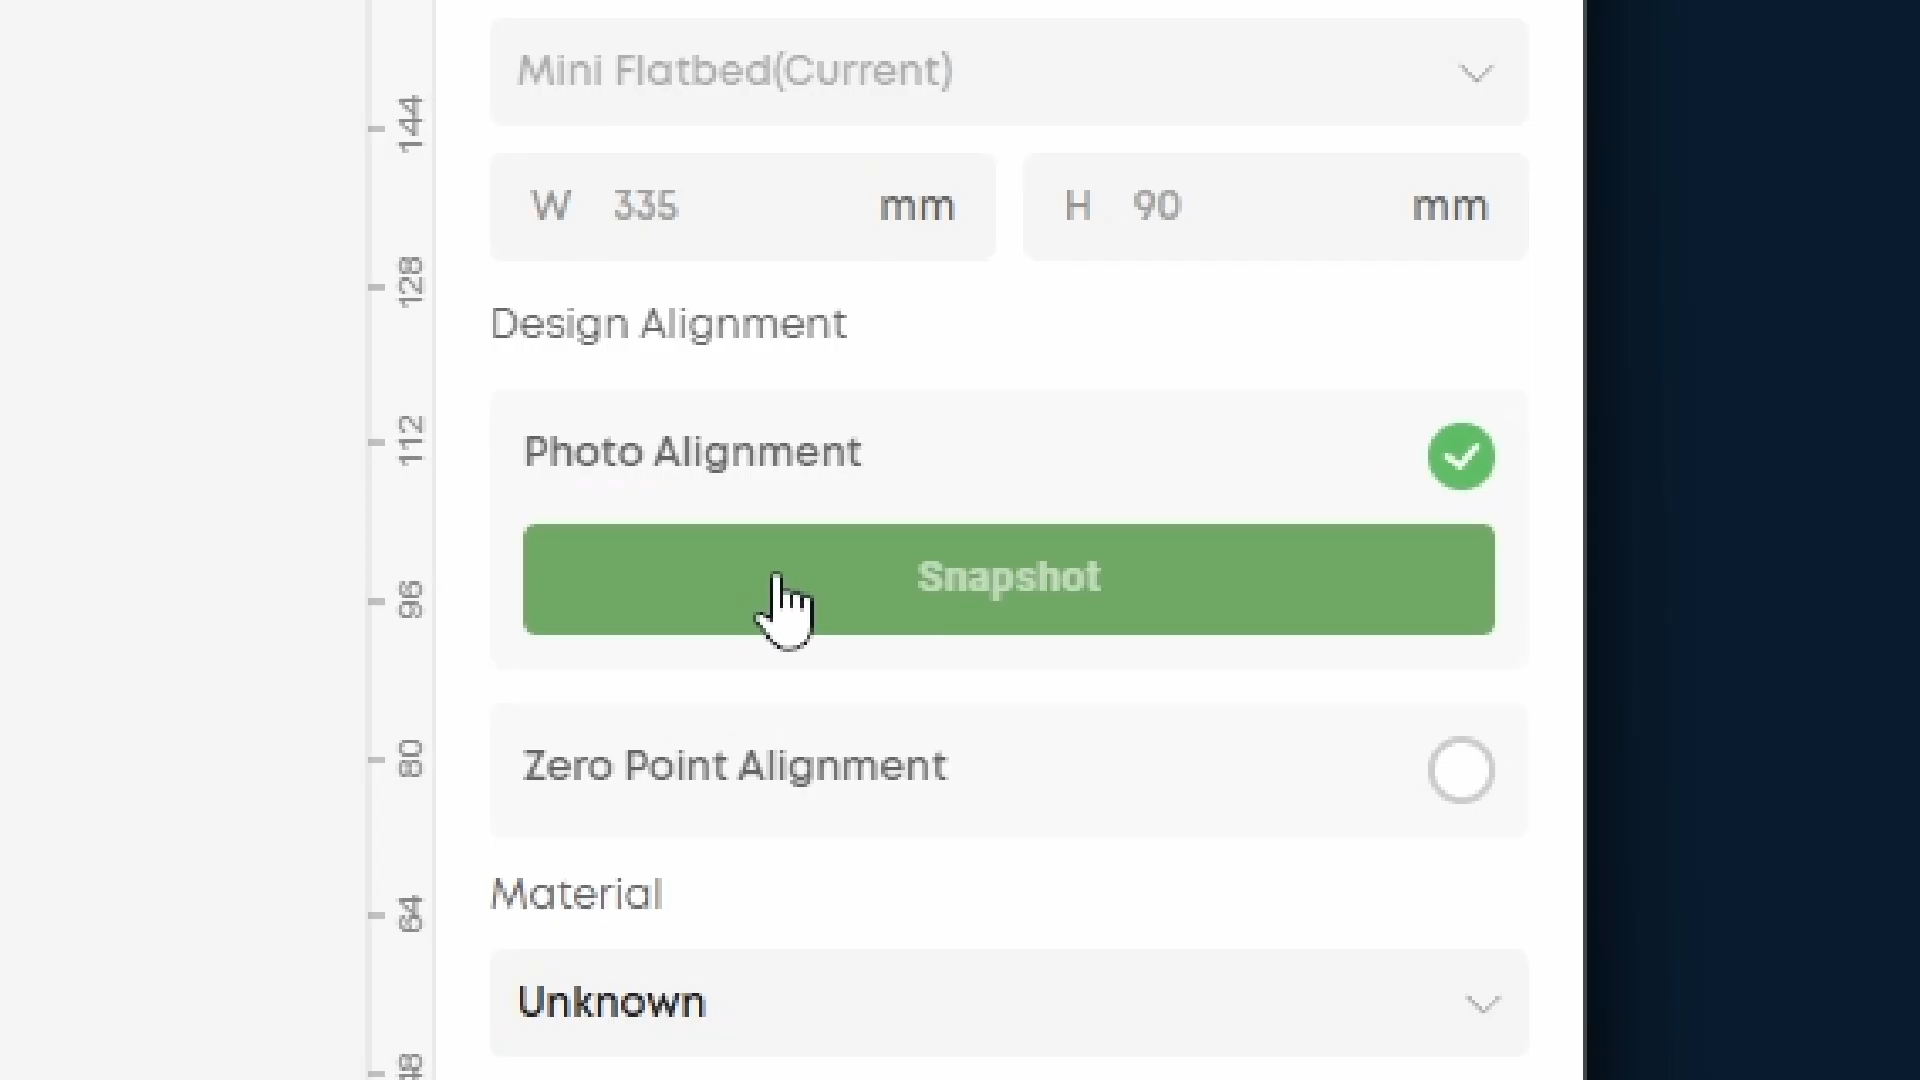 Mini Flatbed(Current)
W 335 mm
H 90 mm
Design Alignment
Photo Alignment
Snapshot
Zero Point Alignment
Material
Unknown
144
128
112
96
80
64
48